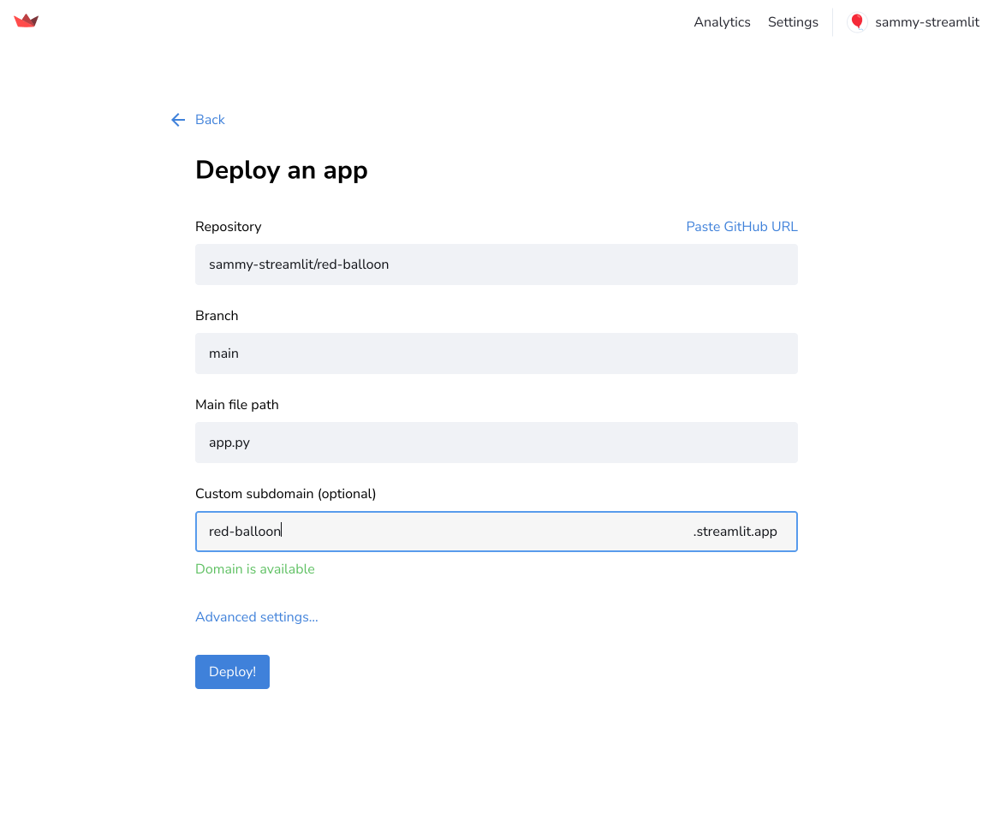 Analytics Settings sammy-streamlit
Back
Deploy an app
Repository Paste GitHub URL
sammy-streamlit/red-balloon
Branch
main
Main file path
app.py
Custom subdomain (optional)
red-balloon .streamlit.app
Domain is available
Advanced settings...
Deploy!